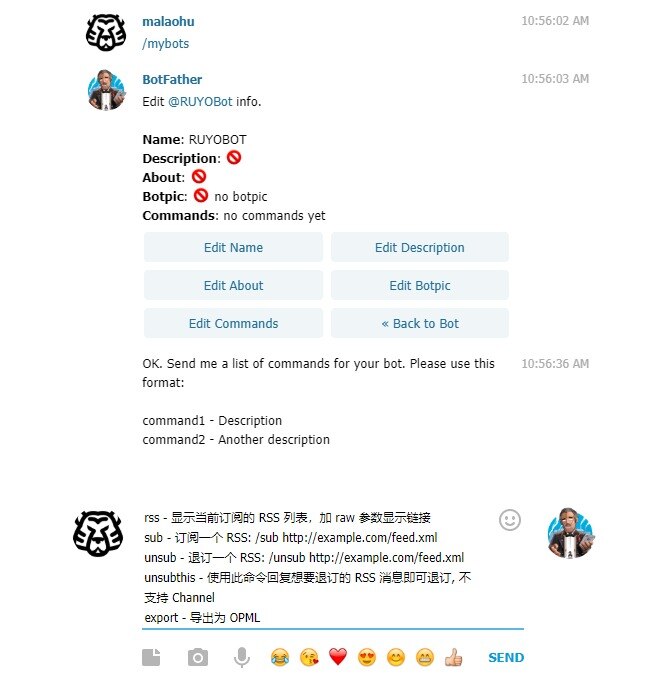 malaohu 10:56:02 AM
/mybots
BotFather 10:56:03 AM
Edit @RUYOBot info.
Name: RUYOBOT
Description: 🚫
About: 🚫
Botpic: 🚫 no botpic
Commands: no commands yet
Edit Name Edit Description
Edit About Edit Botpic
Edit Commands « Back to Bot
OK. Send me a list of commands for your bot. Please use this 10:56:36 AM
format:
command1 - Description
command2 - Another description
rss - 显示当前订阅的 RSS 列表，加 raw 参数显示链接
sub - 订阅一个 RSS: /sub http://example.com/feed.xml
unsub - 退订一个 RSS: /unsub http://example.com/feed.xml
unsubthis - 使用此命令回复想要退订的 RSS 消息即可退订, 不
支持 Channel
export - 导出为 OPML
SEND